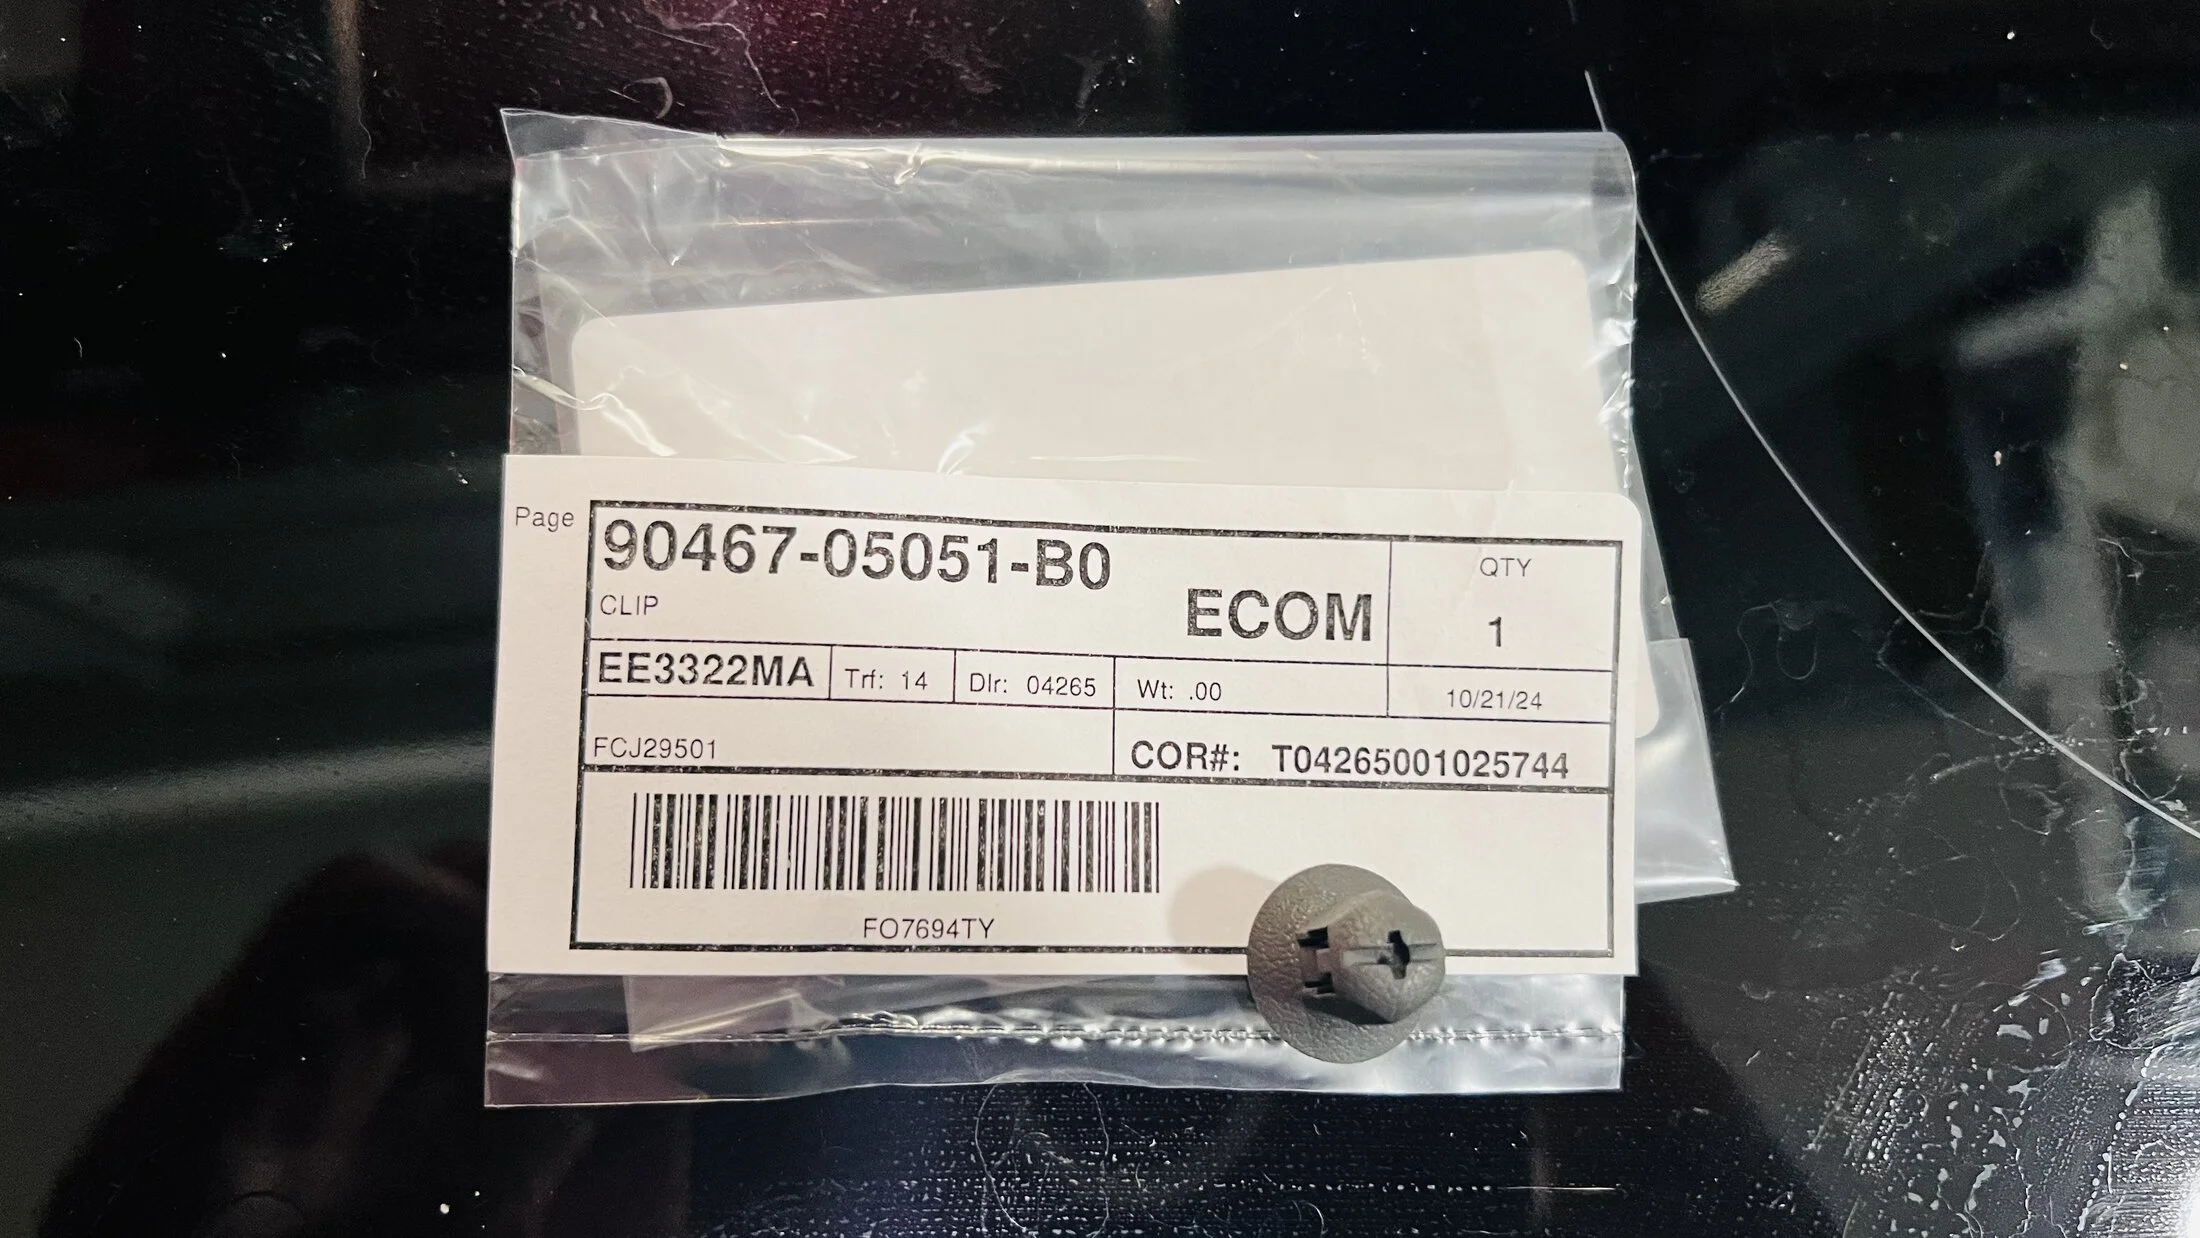 Page
90467-05051-B0
CLIP
ECOM
QTY
1
EE3322MA
Trf: 14
Dlr: 04265
Wt: .00
10/21/24
FCJ29501
COR#: T04265001025744
FO7694TY